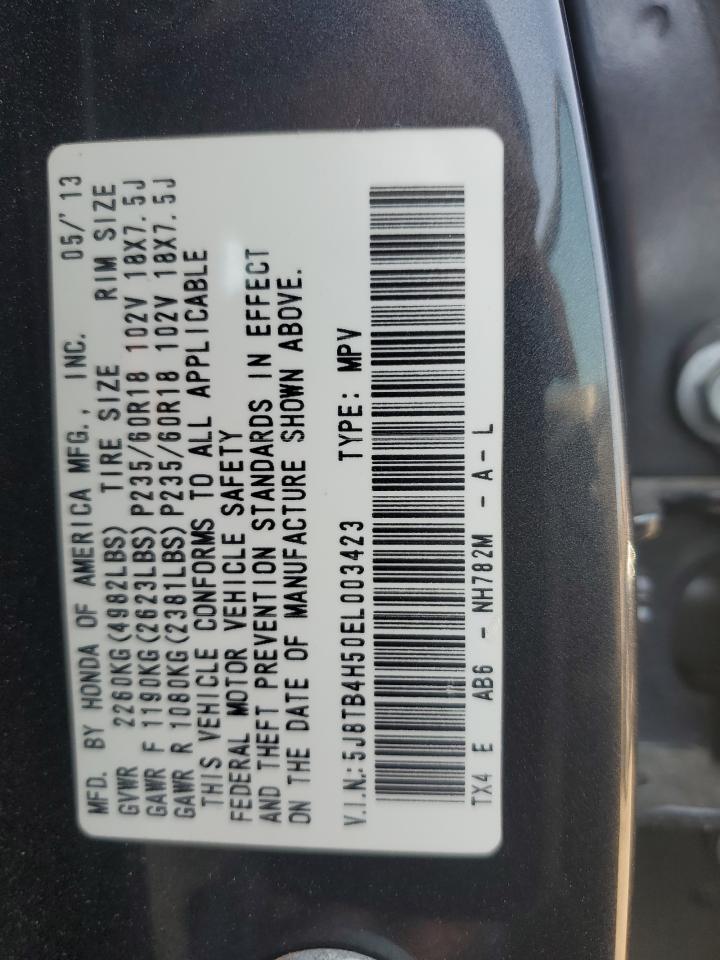 MFD. BY HONDA OF AMERICA MFG., INC. 05/'13
GVWR 2260KG(4982LBS) TIRE SIZE RIM SIZE
GAWR F 1190KG(2623LBS) P235/60R18 102V 18X7.5J
GAWR R 1080KG(2381LBS) P235/60R18 102V 18X7.5J
THIS VEHICLE CONFORMS TO ALL APPLICABLE
FEDERAL MOTOR VEHICLE SAFETY
AND THEFT PREVENTION STANDARDS IN EFFECT
ON THE DATE OF MANUFACTURE SHOWN ABOVE.
V.I.N.: 5J8TB4H50EL003423 TYPE: MPV
TX4 E AB6 - NH782M - A - L